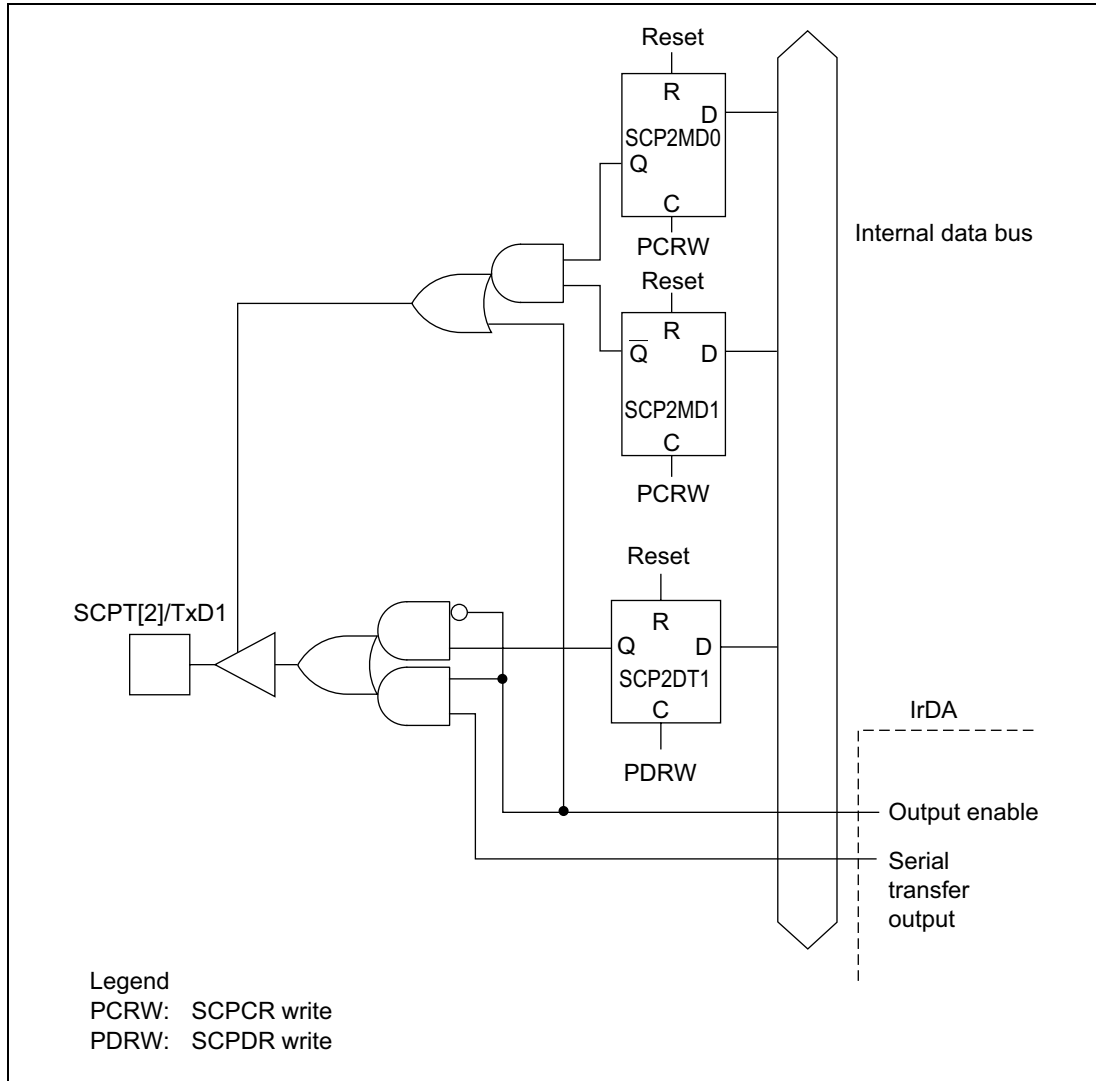 Reset
R
D
SCP2MD0
Q
C
PCRW
Internal data bus
Reset
R
Q̅
D
SCP2MD1
C
PCRW
Reset
SCPT[2]/TxD1
R
Q
D
SCP2DT1
C
IrDA
PDRW
Output enable
Serial
transfer
output
Legend
PCRW: SCPCR write
PDRW: SCPDR write